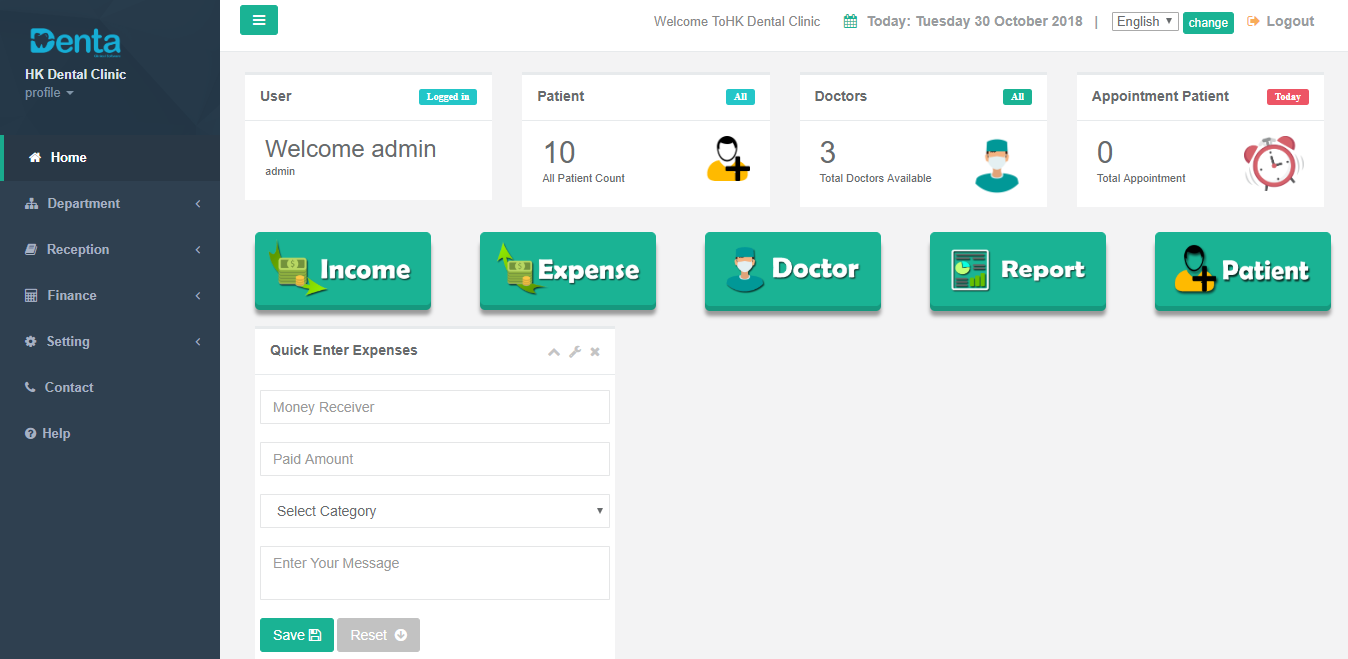 Denta
HK Dental Clinic
profile
Home
Department
Reception
Finance
Setting
Contact
Help
Welcome ToHK Dental Clinic
Today: Tuesday 30 October 2018 |
English
change
Logout
User
Logged in
Welcome admin
admin
Patient
All
10
All Patient Count
Doctors
All
3
Total Doctors Available
Appointment Patient
Today
0
Total Appointment
Income
Expense
Doctor
Report
Patient
Quick Enter Expenses
Money Receiver
Paid Amount
Select Category
Enter Your Message
Save
Reset